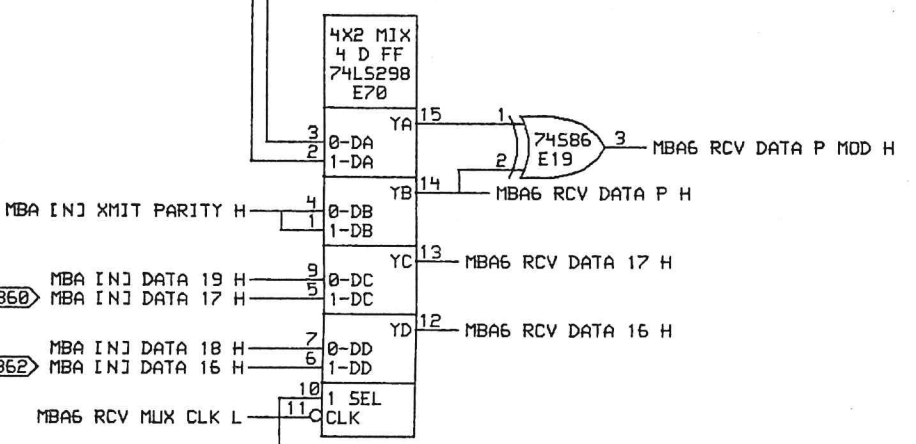 4X2 MIX
4 D FF
74LS298
E70
YA 15
3 0-DA
2 1-DA
1
2
74S86
E19
3 MBA6 RCV DATA P MOD H
YB 14 MBA6 RCV DATA P H
MBA [N] XMIT PARITY H 4 0-DB
1 1-DB
YC 13 MBA6 RCV DATA 17 H
MBA [N] DATA 19 H 9 0-DC
860 MBA [N] DATA 17 H 5 1-DC
YD 12 MBA6 RCV DATA 16 H
MBA [N] DATA 18 H 7 0-DD
862 MBA [N] DATA 16 H 6 1-DD
10 1 SEL
MBA6 RCV MUX CLK L 11 CLK